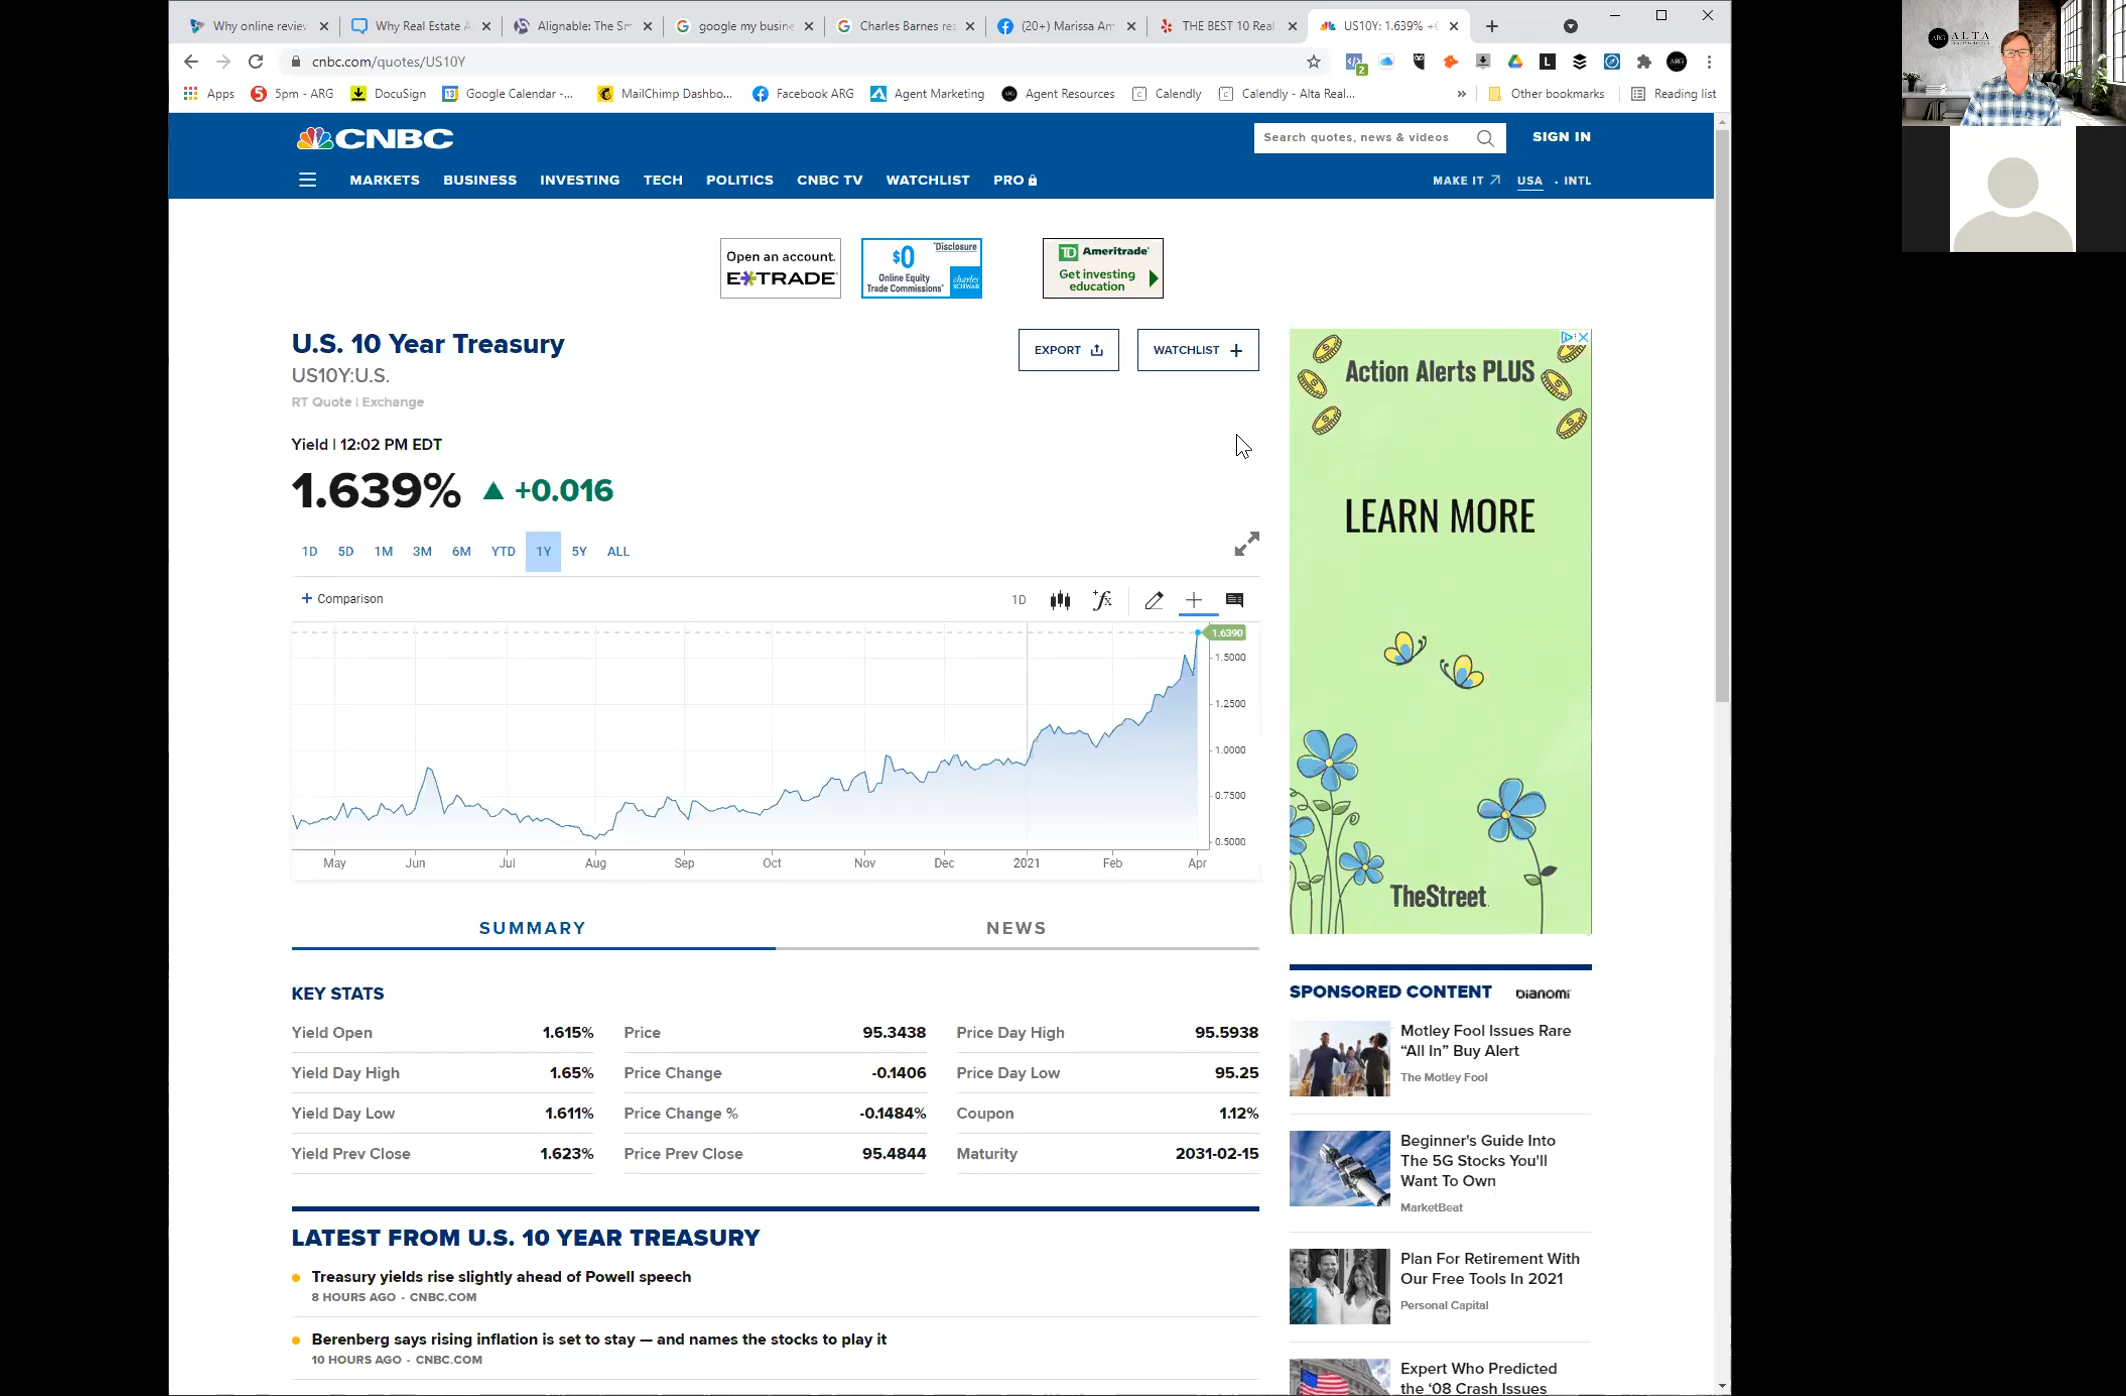 Why online review
Why Real Estate A
Alignable: The Sm
google my busine
Charles Barnes re
(20+) Marissa Am
THE BEST 10 Real
US10Y: 1.639% +
cnbc.com/quotes/US10Y
Apps
5pm - ARG
DocuSign
Google Calendar -...
MailChimp Dashbo...
Facebook ARG
Agent Marketing
Agent Resources
Calendly
Calendly - Alta Real...
»
Other bookmarks
Reading list
CNBC
Search quotes, news & videos
SIGN IN
MARKETS BUSINESS INVESTING TECH POLITICS CNBC TV WATCHLIST PRO
MAKE IT USA · INTL
Open an account.
E*TRADE
*Disclosure
$0
Online Equity
Trade Commissions*
charles
SCHWAB
TD Ameritrade
Get investing
education
U.S. 10 Year Treasury
US10Y:U.S.
RT Quote | Exchange
EXPORT
WATCHLIST +
Yield | 12:02 PM EDT
1.639% ▲ +0.016
1D 5D 1M 3M 6M YTD 1Y 5Y ALL
+ Comparison
1D
1.6390
1.5000
1.2500
1.0000
0.7500
0.5000
May Jun Jul Aug Sep Oct Nov Dec 2021 Feb Apr
SUMMARY
NEWS
KEY STATS
Yield Open 1.615% Price 95.3438 Price Day High 95.5938
Yield Day High 1.65% Price Change -0.1406 Price Day Low 95.25
Yield Day Low 1.611% Price Change % -0.1484% Coupon 1.12%
Yield Prev Close 1.623% Price Prev Close 95.4844 Maturity 2031-02-15
LATEST FROM U.S. 10 YEAR TREASURY
Treasury yields rise slightly ahead of Powell speech
8 HOURS AGO - CNBC.COM
Berenberg says rising inflation is set to stay — and names the stocks to play it
10 HOURS AGO - CNBC.COM
Action Alerts PLUS
LEARN MORE
TheStreet
SPONSORED CONTENT
bianomi
Motley Fool Issues Rare
“All In” Buy Alert
The Motley Fool
Beginner's Guide Into
The 5G Stocks You'll
Want To Own
MarketBeat
Plan For Retirement With
Our Free Tools In 2021
Personal Capital
Expert Who Predicted
the ‘08 Crash Issues
ARG
ALTA